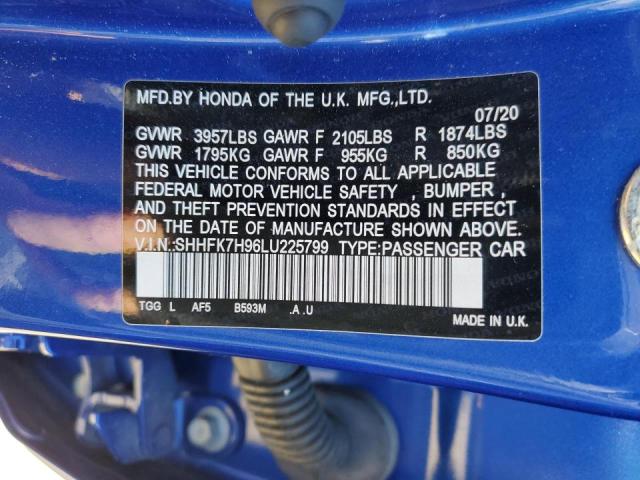 MFD.BY HONDA OF THE U.K. MFG.,LTD.
07/20
GVWR 3957LBS GAWR F 2105LBS R 1874LBS
GVWR 1795KG GAWR F 955KG R 850KG
THIS VEHICLE CONFORMS TO ALL APPLICABLE
FEDERAL MOTOR VEHICLE SAFETY , BUMPER ,
AND THEFT PREVENTION STANDARDS IN EFFECT
ON THE DATE OF MANUFACTURE SHOWN ABOVE.
V.I.N.:SHHFK7H96LU225799 TYPE:PASSENGER CAR
TGG L AF5 B593M .A.U
MADE IN U.K.